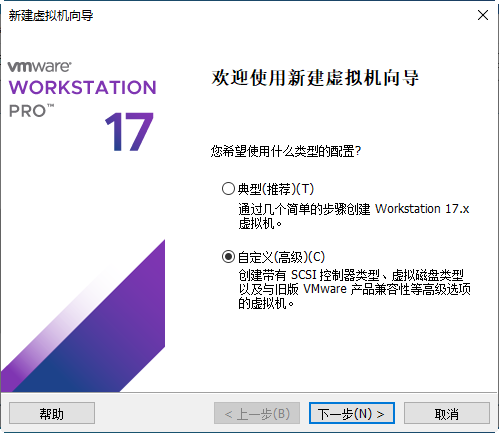 新建虚拟机向导
vmware
WORKSTATION
PRO™
17
欢迎使用新建虚拟机向导
您希望使用什么类型的配置?
典型(推荐)(T)
通过几个简单的步骤创建 Workstation 17.x
虚拟机。
自定义(高级)(C)
创建带有 SCSI 控制器类型、虚拟磁盘类型
以及与旧版 VMware 产品兼容性等高级选项
的虚拟机。
帮助
< 上一步(B)
下一步(N) >
取消